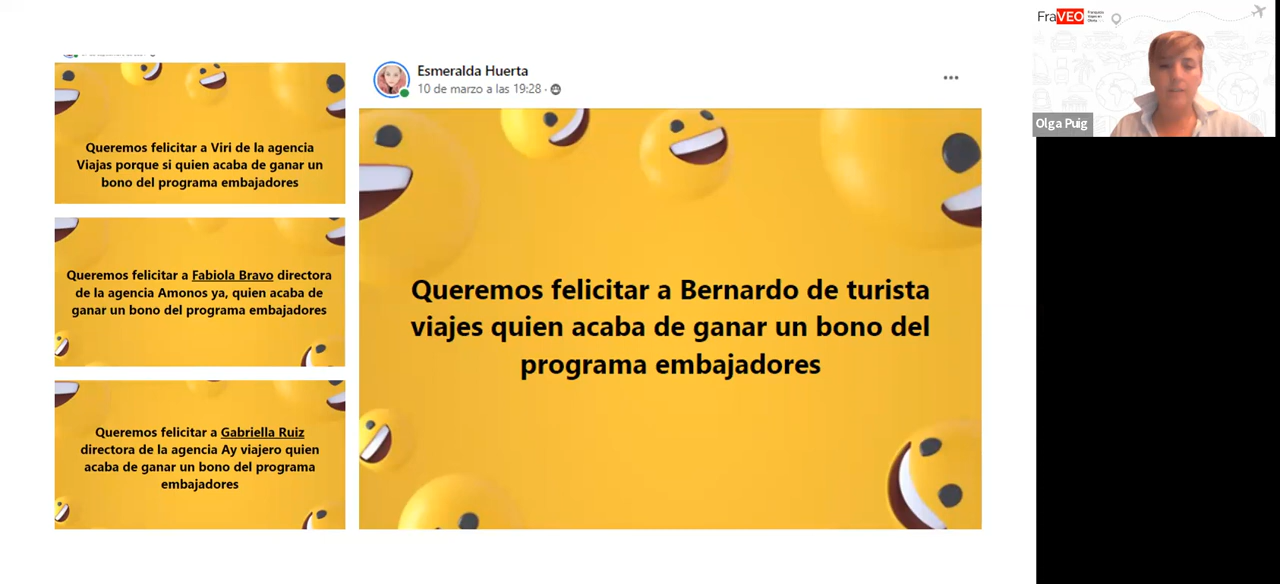 Queremos felicitar a Viri de la agencia
Viajas porque si quien acaba de ganar un
bono del programa embajadores
Queremos felicitar a Fabiola Bravo directora
de la agencia Amonos ya, quien acaba de
ganar un bono del programa embajadores
Queremos felicitar a Gabriella Ruiz
directora de la agencia Ay viajero quien
acaba de ganar un bono del programa
embajadores
Esmeralda Huerta
10 de marzo a las 19:28 ·
Queremos felicitar a Bernardo de turista
viajes quien acaba de ganar un bono del
programa embajadores
FraVEO
Olga Puig